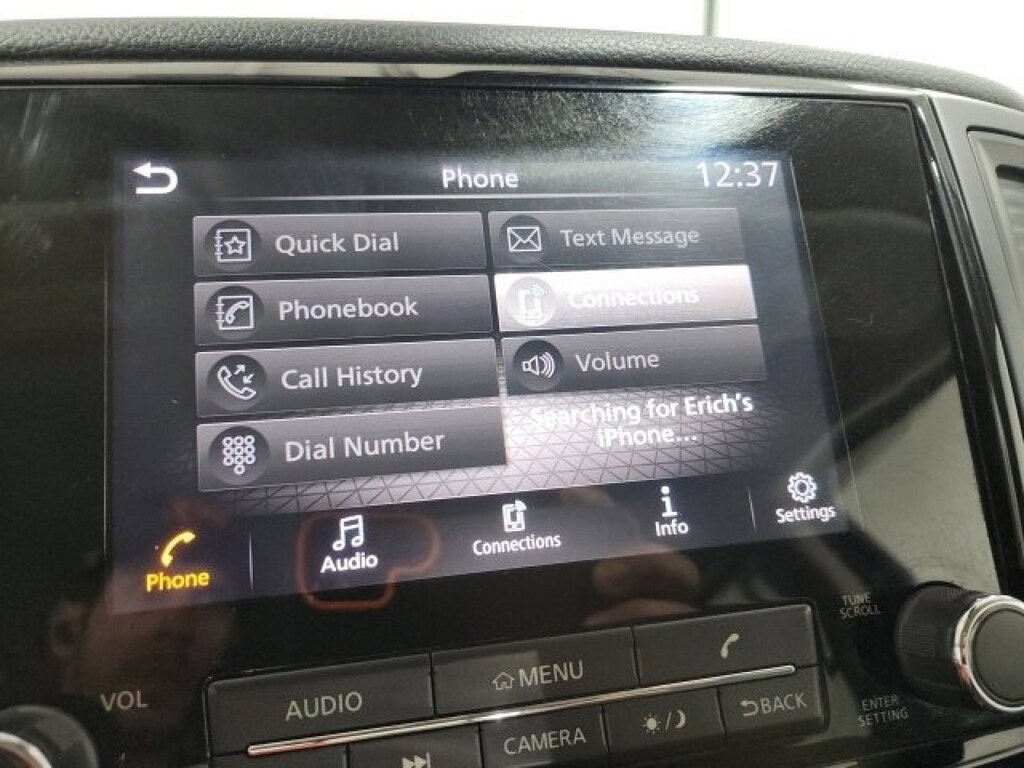 Phone
12:37
Quick Dial
Text Message
Phonebook
Connections
Call History
Volume
Dial Number
Searching for Erich's
iPhone...
Phone
Audio
Connections
Info
Settings
TUNE
SCROLL
VOL
AUDIO
MENU
BACK
CAMERA
ENTER
SETTING